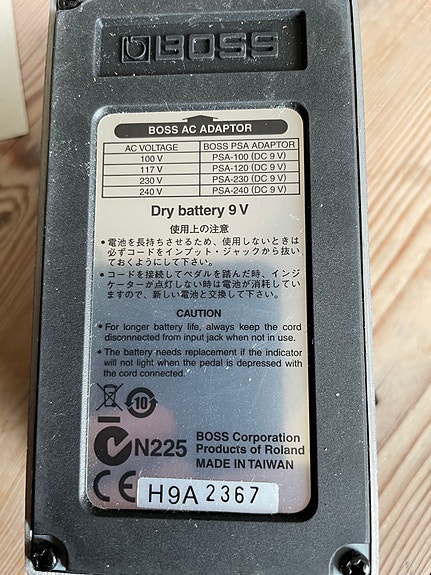 BOSS
BOSS AC ADAPTOR
AC VOLTAGE BOSS PSA ADAPTOR
100 V PSA-100 (DC 9 V)
117 V PSA-120 (DC 9 V)
230 V PSA-230 (DC 9 V)
240 V PSA-240 (DC 9 V)
Dry battery 9 V
使用上の注意
• 電池を長持ちさせるため、使用しないときは
必ずコードをインプット・ジャックから抜い
ておくようにして下さい。
• コードを接続してペダルを踏んだ時、インジ
ケーターが点灯しない時は電池が消耗してい
ますので、新しい電池と交換して下さい。
CAUTION
• For longer battery life, always keep the cord
disconnected from input jack when not in use.
• The battery needs replacement if the indicator
will not light when the pedal is depressed with
the cord connected.
10
N225
BOSS Corporation
Products of Roland
MADE IN TAIWAN
CE
H9A2367